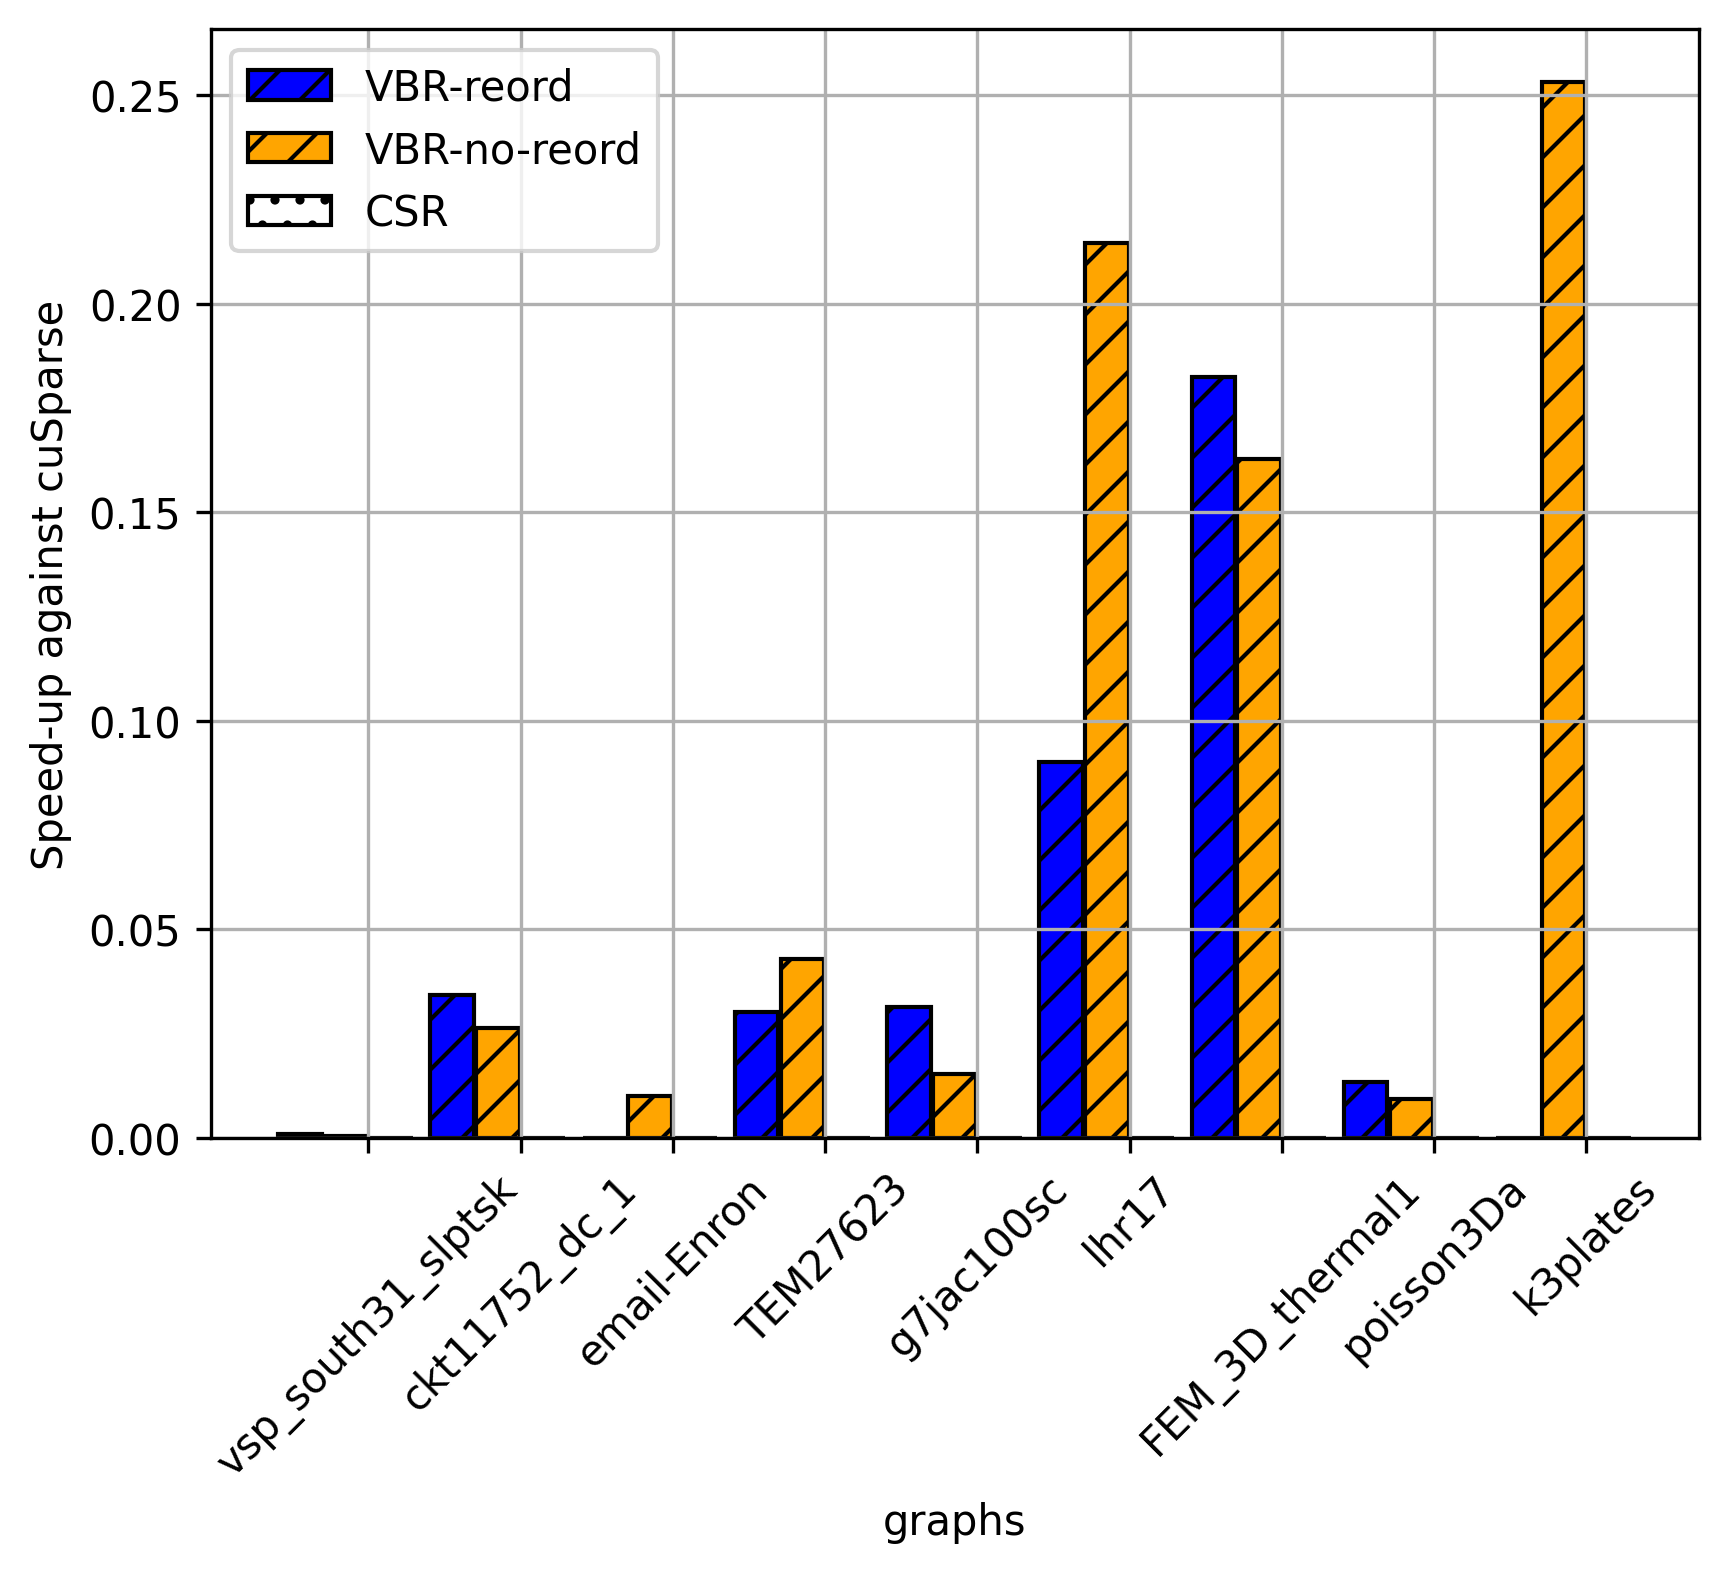 VBR-reord
VBR-no-reord
CSR
Speed-up against cuSparse
0.25
0.20
0.15
0.10
0.05
0.00
vsp_south31_slptsk
ckt11752_dc_1
email-Enron
TEM27623
g7jac100sc
lhr17
FEM_3D_thermal1
poisson3Da
k3plates
graphs